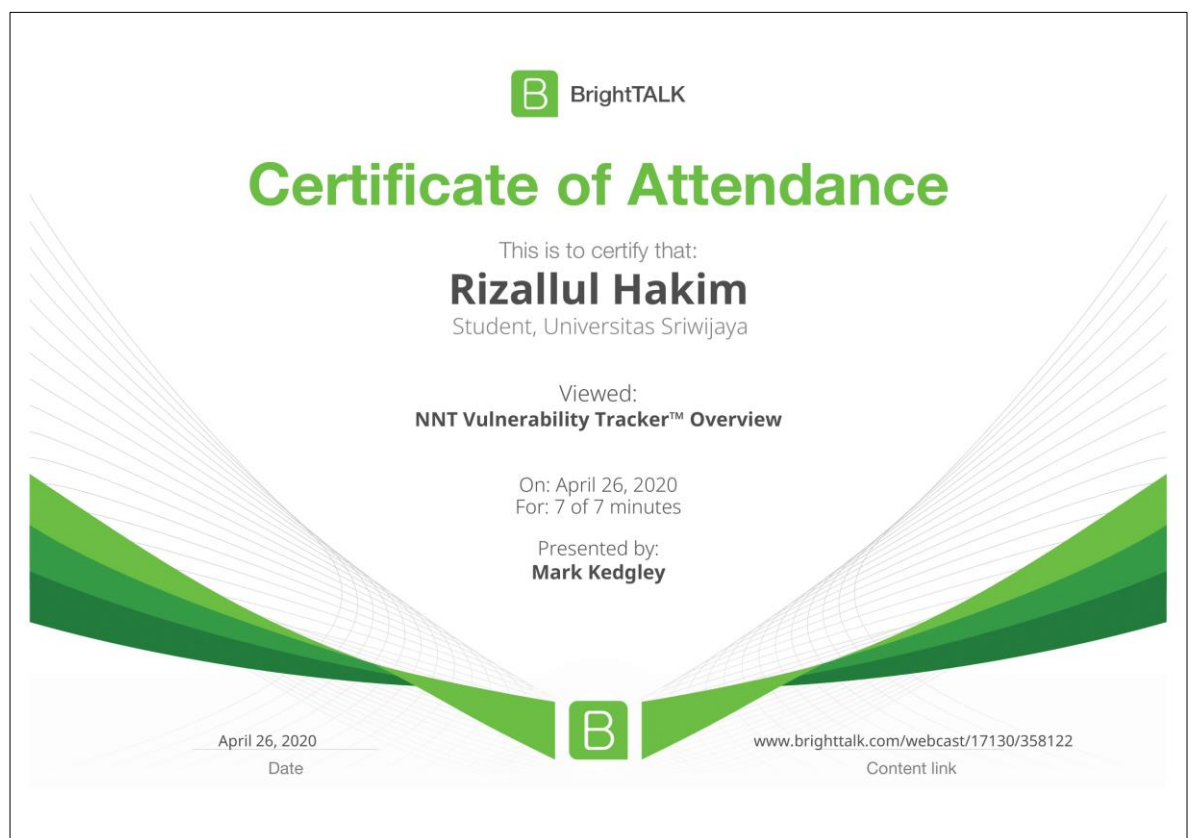 BrightTALK
Certificate of Attendance
This is to certify that:
Rizallul Hakim
Student, Universitas Sriwijaya
Viewed:
NNT Vulnerability Tracker™ Overview
On: April 26, 2020
For: 7 of 7 minutes
Presented by:
Mark Kedgley
April 26, 2020
Date
B
www.brighttalk.com/webcast/17130/358122
Content link